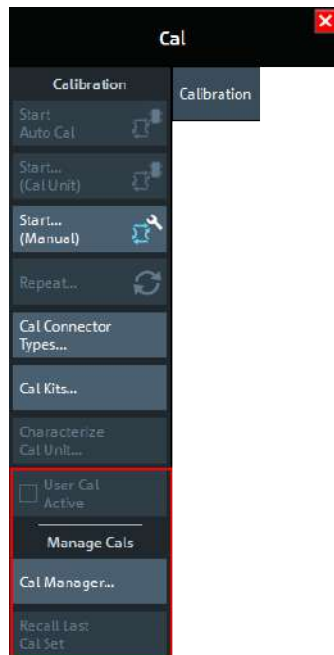 Cal
Calibration
Calibration
Start
Auto Cal
Start...
(Cal Unit)
Start...
(Manual)
Repeat...
Cal Connector
Types...
Cal Kits...
Characterize
Cal Unit...
User Cal
Active
Manage Cals
Cal Manager...
Recall Last
Cal Set